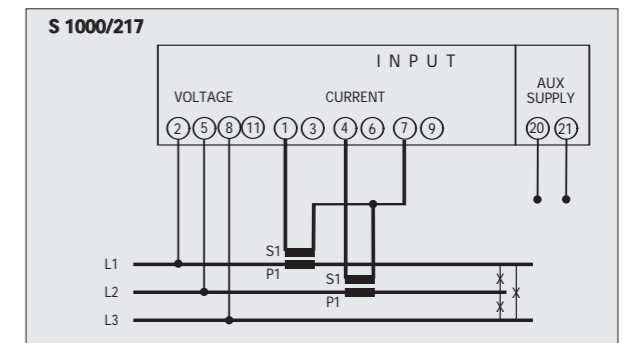 S 1000/217
I N P U T
VOLTAGE
CURRENT
AUX
SUPPLY
2 5 8 11 1 3 4 6 7 9 20 21
S1
L1
P1
S1
L2
P1
L3
X
X
X